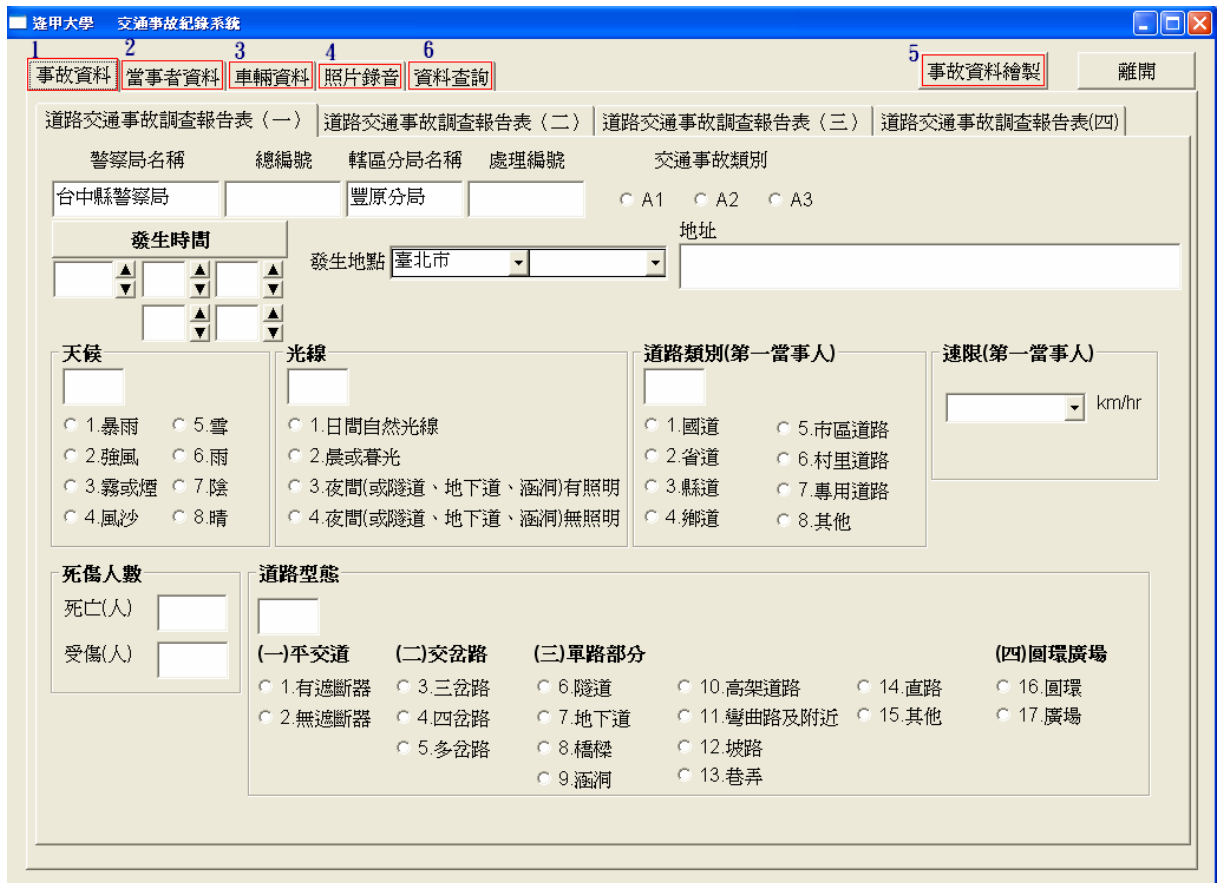 逢甲大學 交通事故紀錄系統
1 2 3 4 6 5
事故資料 當事者資料 車輛資料 照片錄音 資料查詢 事故資料繪製 離開
道路交通事故調查報告表（一） 道路交通事故調查報告表（二） 道路交通事故調查報告表（三） 道路交通事故調查報告表(四)
警察局名稱 總編號 轄區分局名稱 處理編號 交通事故類別
台中縣警察局 豐原分局 A1 A2 A3
發生時間 地址
發生地點 臺北市
天候 光線 道路類別(第一當事人) 速限(第一當事人)
km/hr
1.暴雨 5.雪 1.日間自然光線 1.國道 5.市區道路
2.強風 6.雨 2.晨或暮光 2.省道 6.村里道路
3.霧或煙 7.陰 3.夜間(或隧道、地下道、涵洞)有照明 3.縣道 7.專用道路
4.風沙 8.晴 4.夜間(或隧道、地下道、涵洞)無照明 4.鄉道 8.其他
死傷人數 道路型態
死亡(人)
受傷(人) (一)平交道 (二)交岔路 (三)單路部分 (四)圓環廣場
1.有遮斷器 3.三岔路 6.隧道 10.高架道路 14.直路 16.圓環
2.無遮斷器 4.四岔路 7.地下道 11.彎曲路及附近 15.其他 17.廣場
5.多岔路 8.橋樑 12.坡路
9.涵洞 13.巷弄